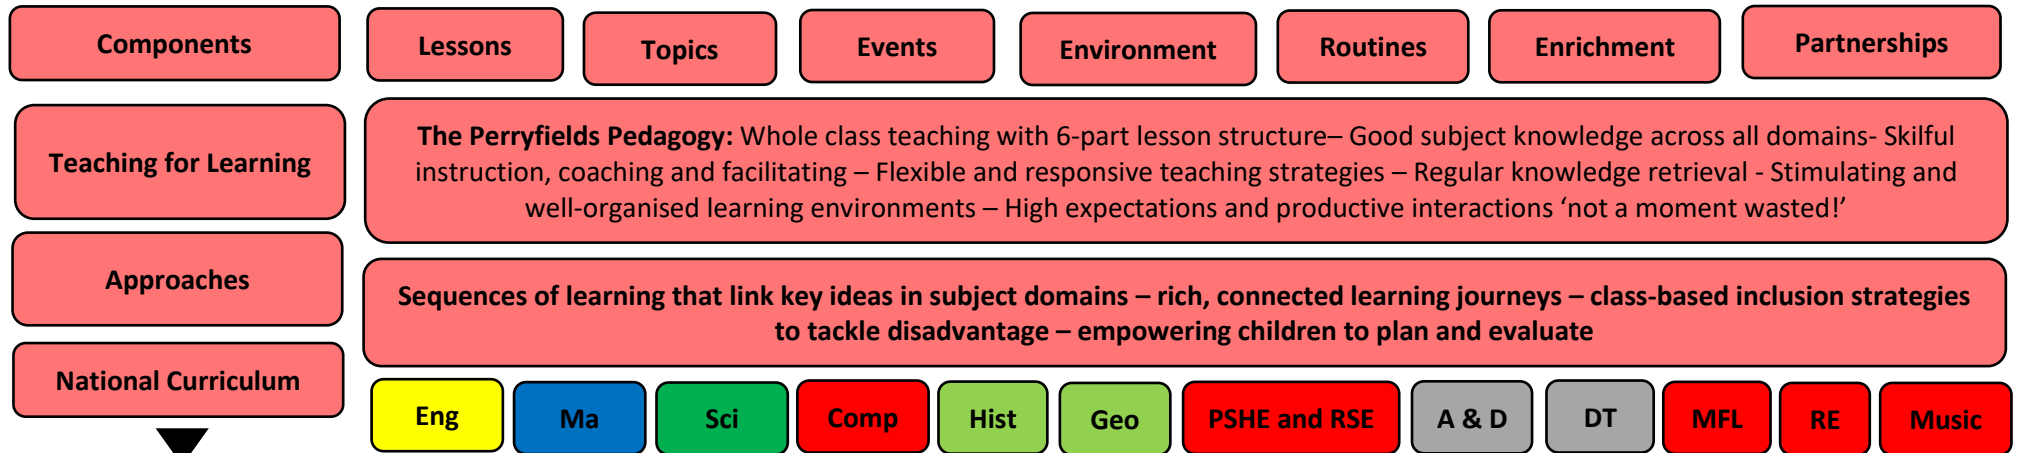 Components
Lessons
Topics
Events
Environment
Routines
Enrichment
Partnerships
Teaching for Learning
The Perryfields Pedagogy: Whole class teaching with 6-part lesson structure– Good subject knowledge across all domains- Skilful
instruction, coaching and facilitating – Flexible and responsive teaching strategies – Regular knowledge retrieval - Stimulating and
well-organised learning environments – High expectations and productive interactions ‘not a moment wasted!’
Approaches
Sequences of learning that link key ideas in subject domains – rich, connected learning journeys – class-based inclusion strategies
to tackle disadvantage – empowering children to plan and evaluate
National Curriculum
Eng
Ma
Sci
Comp
Hist
Geo
PSHE and RSE
A & D
DT
MFL
RE
Music